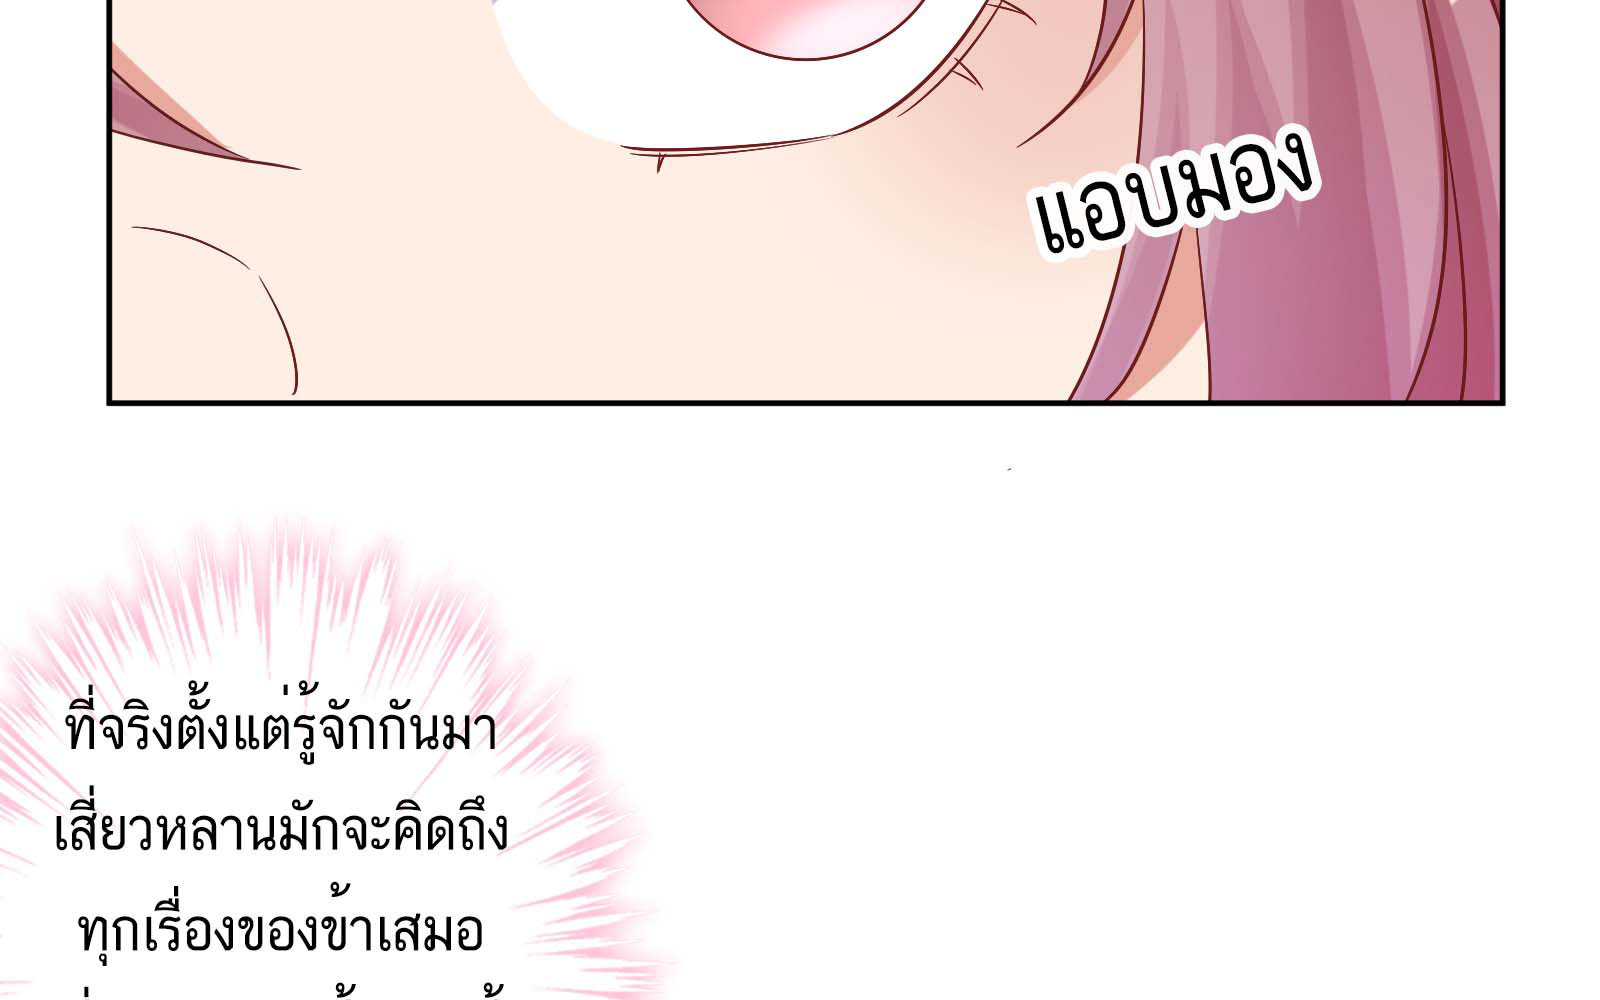 แอบมอง
ที่จริงตั้งแต่รู้จักกันมา
เสี่ยวหลานมักจะคิดถึง
ทุกเรื่องของข้าเสมอ